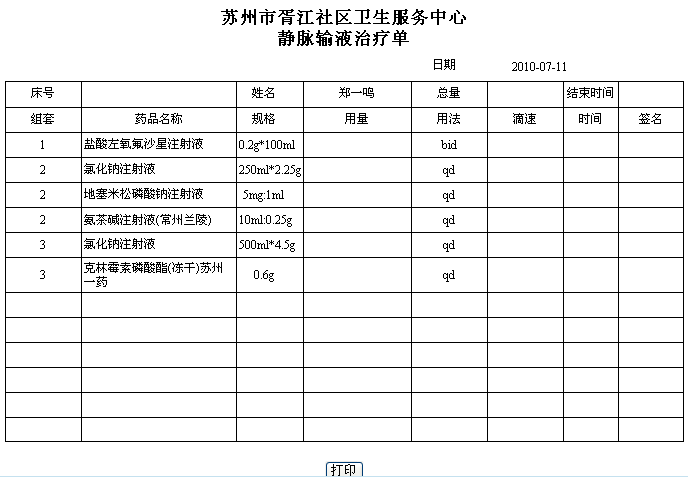 苏州市胥江社区卫生服务中心
静脉输液治疗单
日期 2010-07-11
床号 姓名 郑一鸣 总量 结束时间
组套 药品名称 规格 用量 用法 滴速 时间 签名
1 盐酸左氧氟沙星注射液 0.2g*100ml bid
2 氯化钠注射液 250ml*2.25g qd
2 地塞米松磷酸钠注射液 5mg:1ml qd
2 氨茶碱注射液(常州兰陵) 10ml:0.25g qd
3 氯化钠注射液 500ml*4.5g qd
3 克林霉素磷酸酯(冻干)苏州 0.6g qd
一药
打印